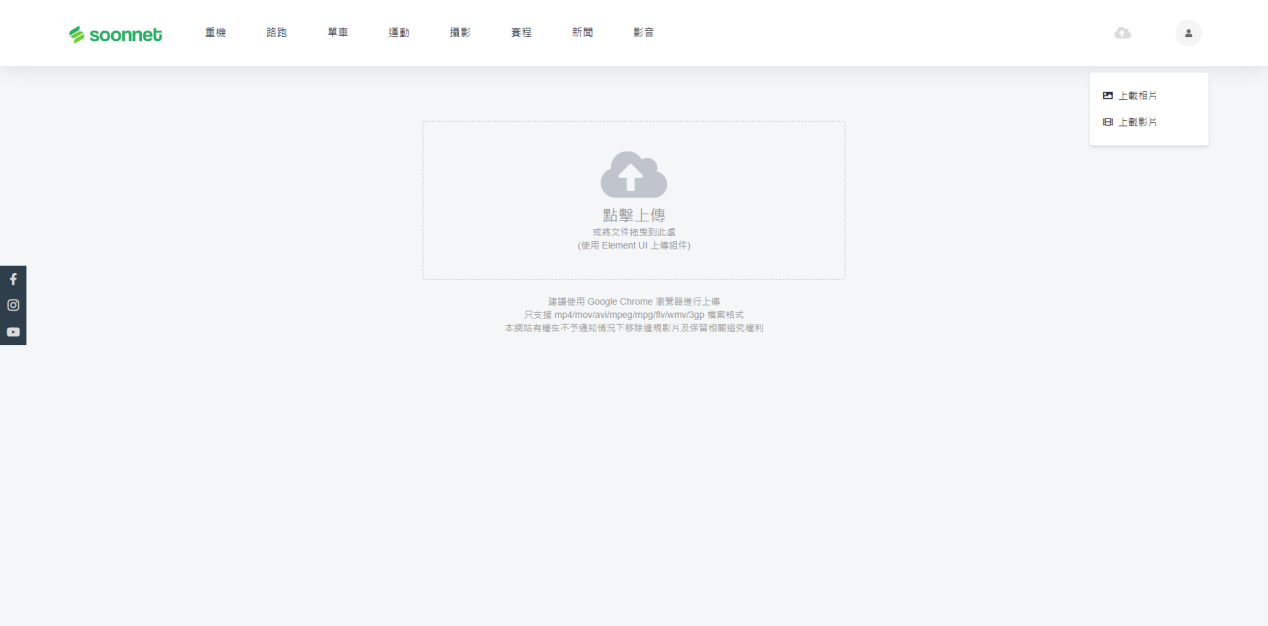 soonnet
重機 路跑 單車 運動 攝影 賽程 新聞 影音
上載相片
上載影片
點擊上傳
或將文件拖曳到此處
(使用 Element UI 上傳組件)
建議使用 Google Chrome 瀏覽器進行上傳
只支援 mp4/mov/avi/mpeg/mpg/flv/wmv/3gp 檔案格式
本網站有權在不予通知情況下移除違規影片及保留相關追究權利